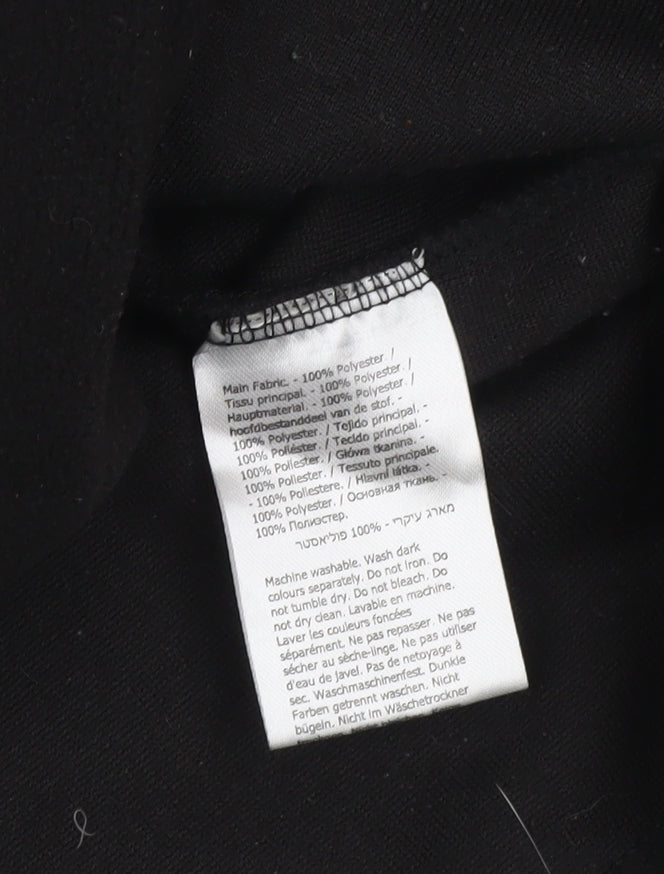 Main Fabric. - 100% Polyester. /
Tissu principal. - 100% Polyester. /
Hauptmaterial. - 100% Polyester. /
hoofdbestanddeel van de stof. -
100% Polyester. / Tejido principal. -
100% Poliéster. / Tecido principal. -
100% Poliester. / Główna tkanina. -
100% Poliester. / Tessuto principale.
- 100% Poliestere. / Hlavní látka. -
100% Polyester. / Основная ткань. -
100% Полиэстер.
מארג עיקרי - 100% פוליאסטר
Machine washable. Wash dark
colours separately. Do not iron. Do
not tumble dry. Do not bleach. Do
not dry clean. Lavable en machine.
Laver les couleurs foncées
séparément. Ne pas repasser. Ne pas
sécher au sèche-linge. Ne pas utiliser
d'eau de Javel. Pas de netoyage à
sec. Waschmaschinenfest. Dunkle
Farben getrennt waschen. Nicht
bügeln. Nicht im Wäschetrockner